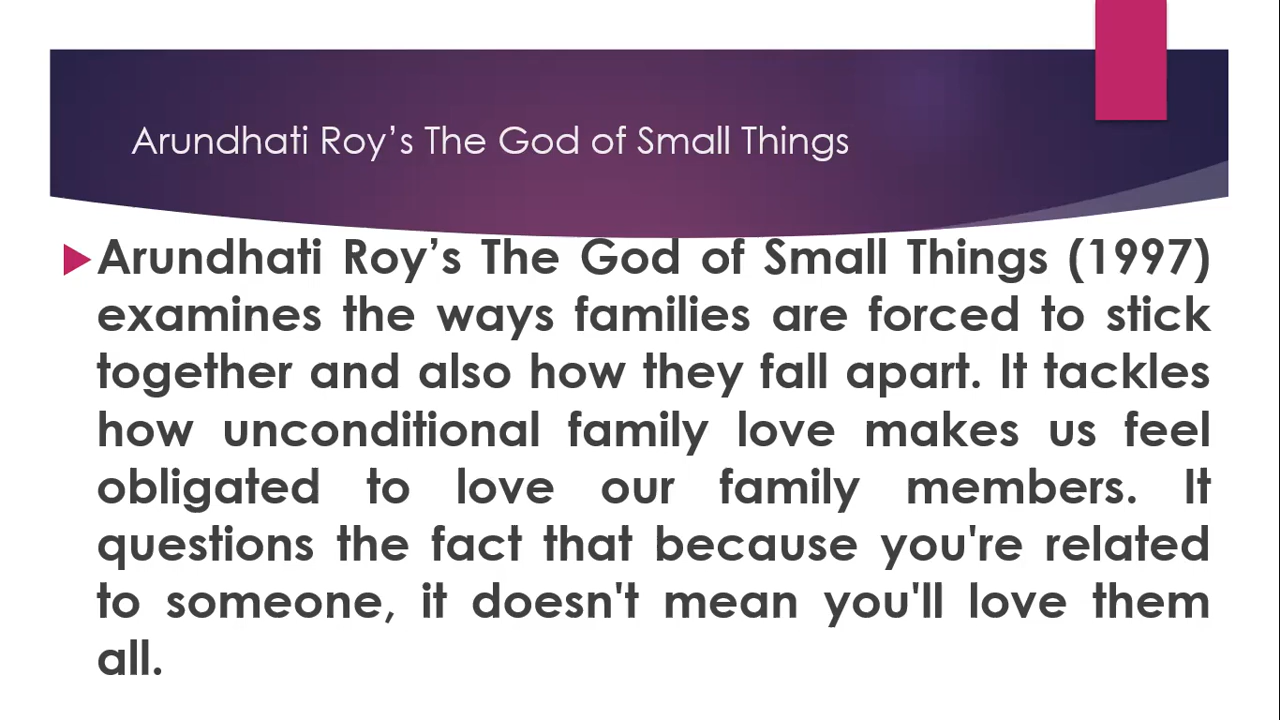 Arundhati Roy’s The God of Small Things
Arundhati Roy’s The God of Small Things (1997)
examines the ways families are forced to stick
together and also how they fall apart. It tackles
how unconditional family love makes us feel
obligated to love our family members. It
questions the fact that because you're related
to someone, it doesn't mean you'll love them
all.